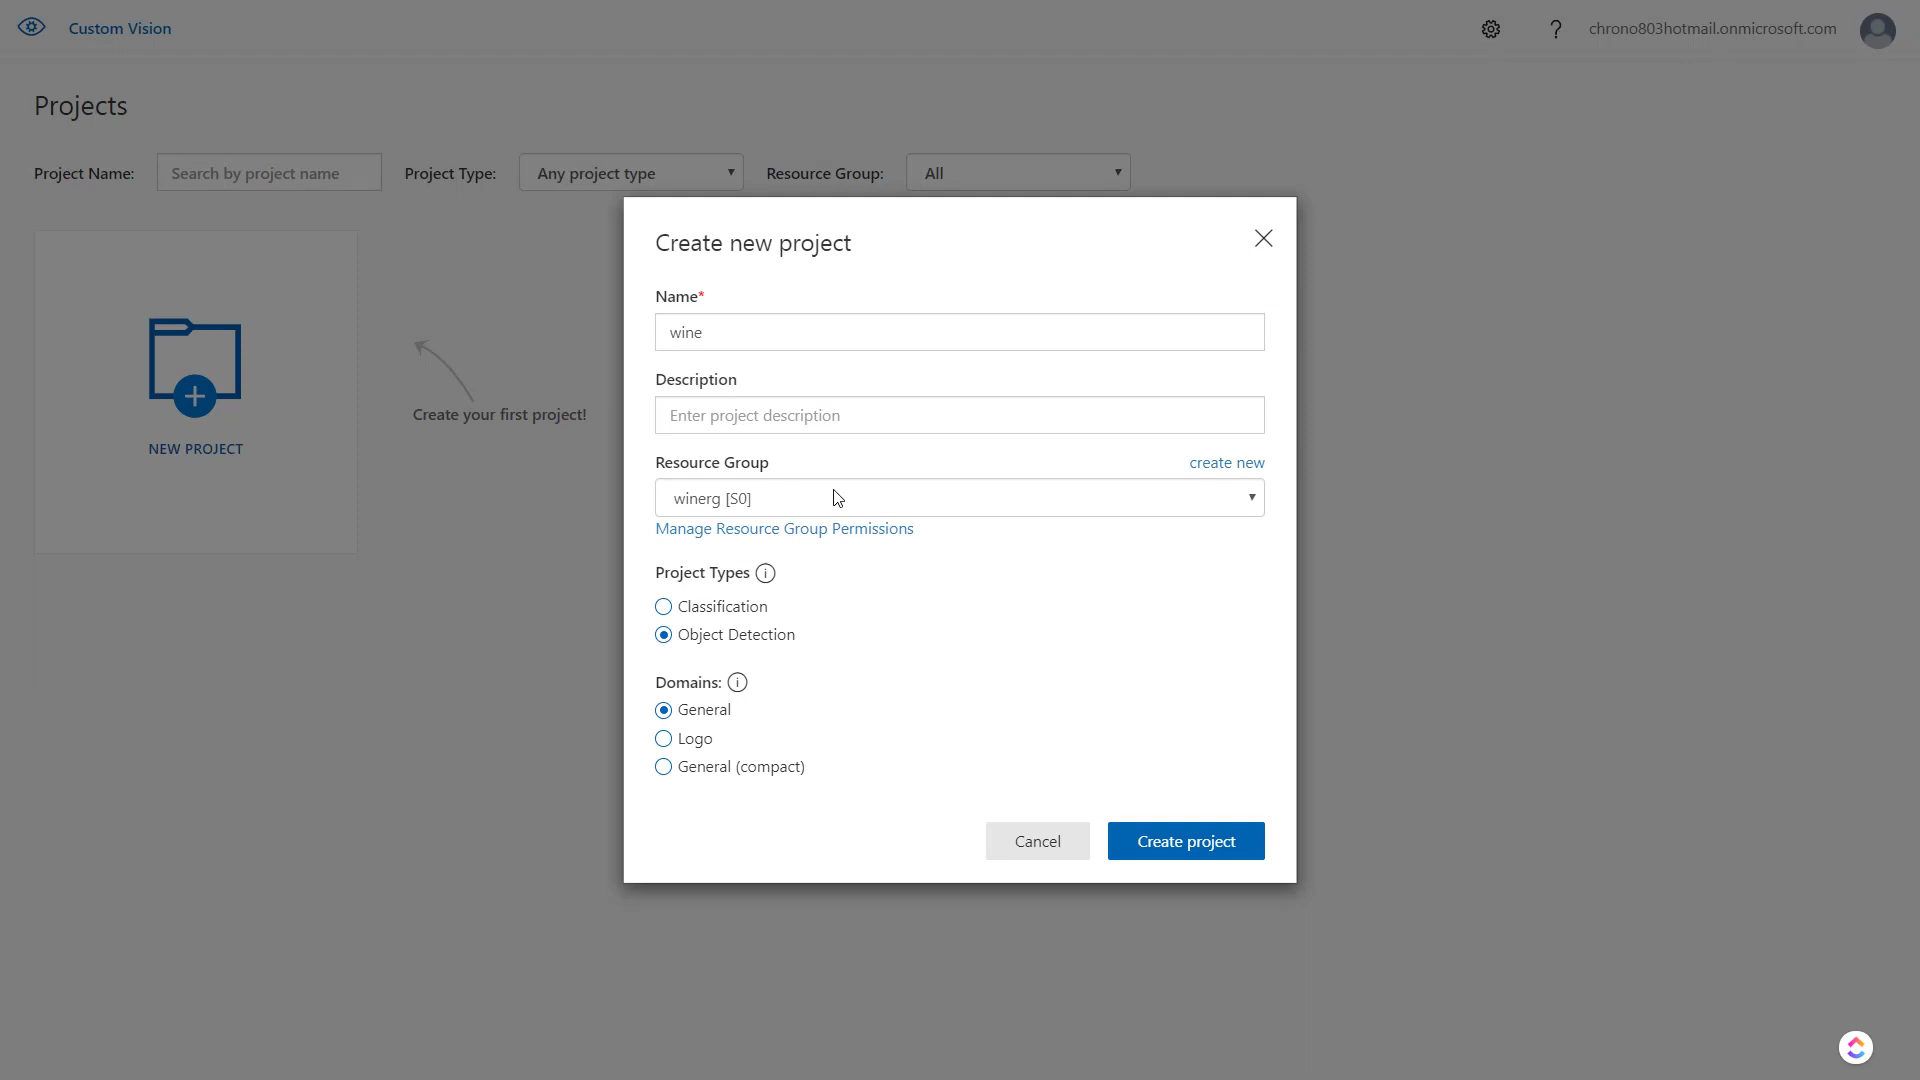 Custom Vision
? chrono803hotmail.onmicrosoft.com
Projects
Project Name: Search by project name Project Type: Any project type Resource Group: All
Create your first project!
NEW PROJECT
Create new project
Name*
wine
Description
Enter project description
Resource Group create new
winerg [S0]
Manage Resource Group Permissions
Project Types i
Classification
Object Detection
Domains: i
General
Logo
General (compact)
Cancel Create project